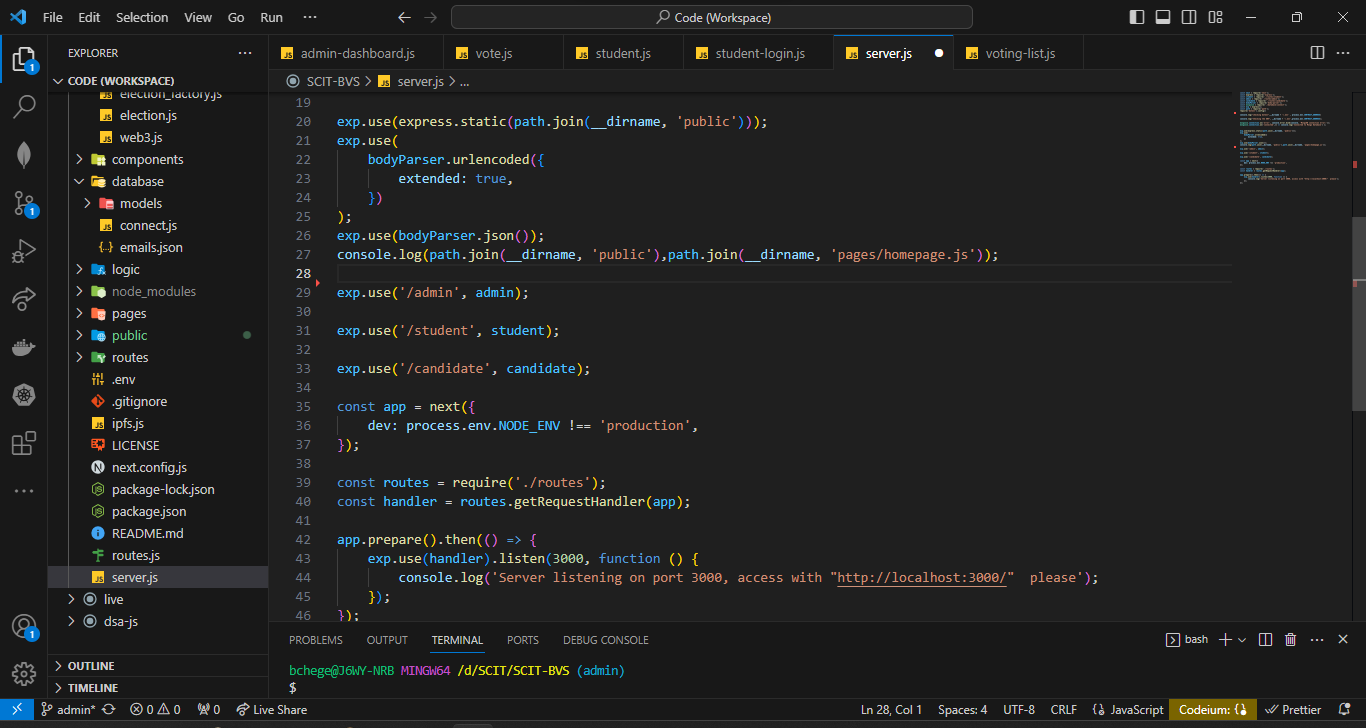 File Edit Selection View Go Run ··· Code (Workspace)
EXPLORER ···
CODE (WORKSPACE)
election_factory.js
election.js
web3.js
components
database
models
connect.js
emails.json
logic
node_modules
pages
public
routes
.env
.gitignore
ipfs.js
LICENSE
next.config.js
package-lock.json
package.json
README.md
routes.js
server.js
live
dsa-js
OUTLINE
TIMELINE
admin-dashboard.js vote.js student.js student-login.js server.js voting-list.js
SCIT-BVS > server.js > ...
19
20 exp.use(express.static(path.join(__dirname, 'public')));
21 exp.use(
22 bodyParser.urlencoded({
23 extended: true,
24 })
25 );
26 exp.use(bodyParser.json());
27 console.log(path.join(__dirname, 'public'),path.join(__dirname, 'pages/homepage.js'));
28
29 exp.use('/admin', admin);
30
31 exp.use('/student', student);
32
33 exp.use('/candidate', candidate);
34
35 const app = next({
36 dev: process.env.NODE_ENV !== 'production',
37 });
38
39 const routes = require('./routes');
40 const handler = routes.getRequestHandler(app);
41
42 app.prepare().then(() => {
43 exp.use(handler).listen(3000, function () {
44 console.log('Server listening on port 3000, access with "http://localhost:3000/"  please');
45 });
46 });
PROBLEMS OUTPUT TERMINAL PORTS DEBUG CONSOLE bash
bchege@J6WY-NRB MINGW64 /d/SCIT/SCIT-BVS (admin)
$
admin* 0 0 0 Live Share Ln 28, Col 1 Spaces: 4 UTF-8 CRLF {} JavaScript Codeium: {} Prettier